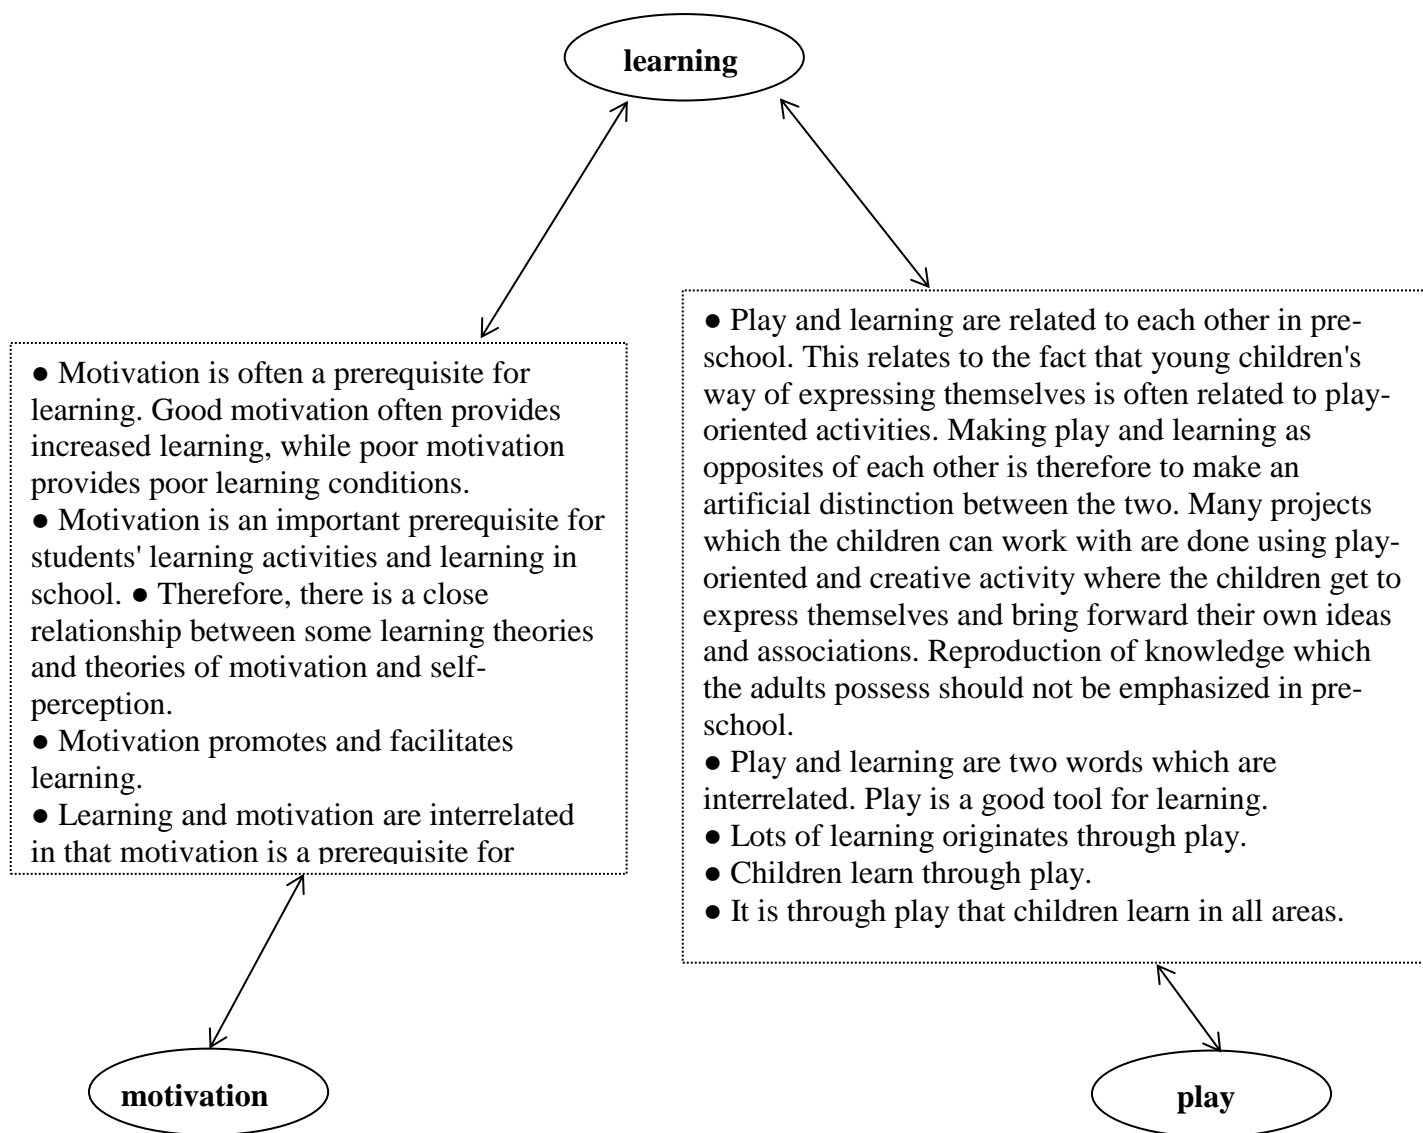 learning
● Motivation is often a prerequisite for
learning. Good motivation often provides
increased learning, while poor motivation
provides poor learning conditions.
● Motivation is an important prerequisite for
students' learning activities and learning in
school. ● Therefore, there is a close
relationship between some learning theories
and theories of motivation and self-
perception.
● Motivation promotes and facilitates
learning.
● Learning and motivation are interrelated
in that motivation is a prerequisite for
● Play and learning are related to each other in pre-
school. This relates to the fact that young children's
way of expressing themselves is often related to play-
oriented activities. Making play and learning as
opposites of each other is therefore to make an
artificial distinction between the two. Many projects
which the children can work with are done using play-
oriented and creative activity where the children get to
express themselves and bring forward their own ideas
and associations. Reproduction of knowledge which
the adults possess should not be emphasized in pre-
school.
● Play and learning are two words which are
interrelated. Play is a good tool for learning.
● Lots of learning originates through play.
● Children learn through play.
● It is through play that children learn in all areas.
motivation
play